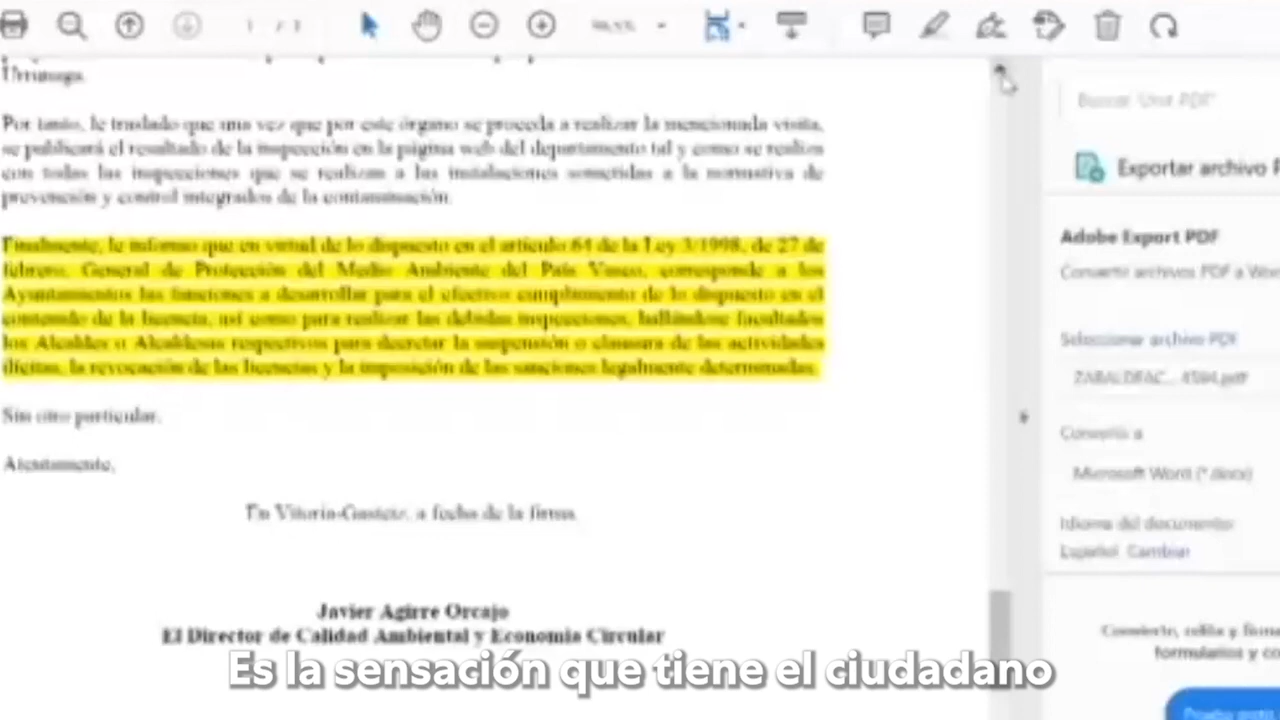 Por tanto, le traslado que una vez que por este órgano se proceda a realizar la mencionada visita,
se publicará el resultado de la inspección en la página web del departamento tal y como se realiza
con todas las inspecciones que se realizan a las instalaciones sometidas a la normativa de
prevención y control integrados de la contaminación.
Finalmente, le informo que en virtud de lo dispuesto en el artículo 64 de la Ley 3/1998, de 27 de
febrero, General de Protección del Medio Ambiente del País Vasco, corresponde a los
Ayuntamientos las funciones a desarrollar para el efectivo cumplimiento de lo dispuesto en el
contenido de la licencia, así como para realizar las debidas inspecciones, hallándose facultados
los Alcaldes o Alcaldesas respectivos para decretar la suspensión o clausura de las actividades
ilícitas, la revocación de las licencias y la imposición de las sanciones legalmente determinadas.
Sin otro particular.
Atentamente,
En Vitoria-Gasteiz, a fecha de la firma.
Javier Agirre Orcajo
El Director de Calidad Ambiental y Economía Circular
Buscar 'Unir PDF'
Exportar archivo
Adobe Export PDF
Convertir archivos PDF a
Seleccionar archivo PDF
Convertir a
Microsoft Word (*.docx)
Idioma del documento:
Español Cambiar
Convierte, edita y
formularios y
Es la sensación que tiene el ciudadano